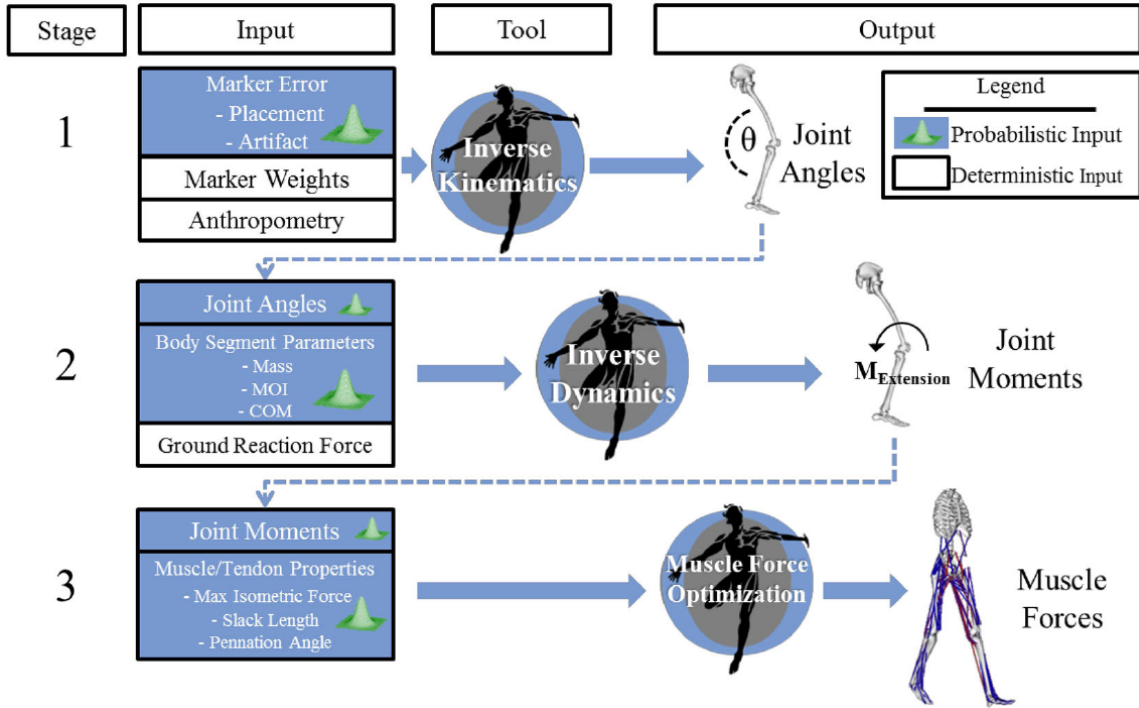 Stage
Input
Tool
Output
1
Marker Error
- Placement
- Artifact
Marker Weights
Anthropometry
Inverse
Kinematics
θ
Joint
Angles
Legend
Probabilistic Input
Deterministic Input
2
Joint Angles
Body Segment Parameters
- Mass
- MOI
- COM
Ground Reaction Force
Inverse
Dynamics
MExtension
Joint
Moments
3
Joint Moments
Muscle/Tendon Properties
- Max Isometric Force
- Slack Length
- Pennation Angle
Muscle Force
Optimization
Muscle
Forces